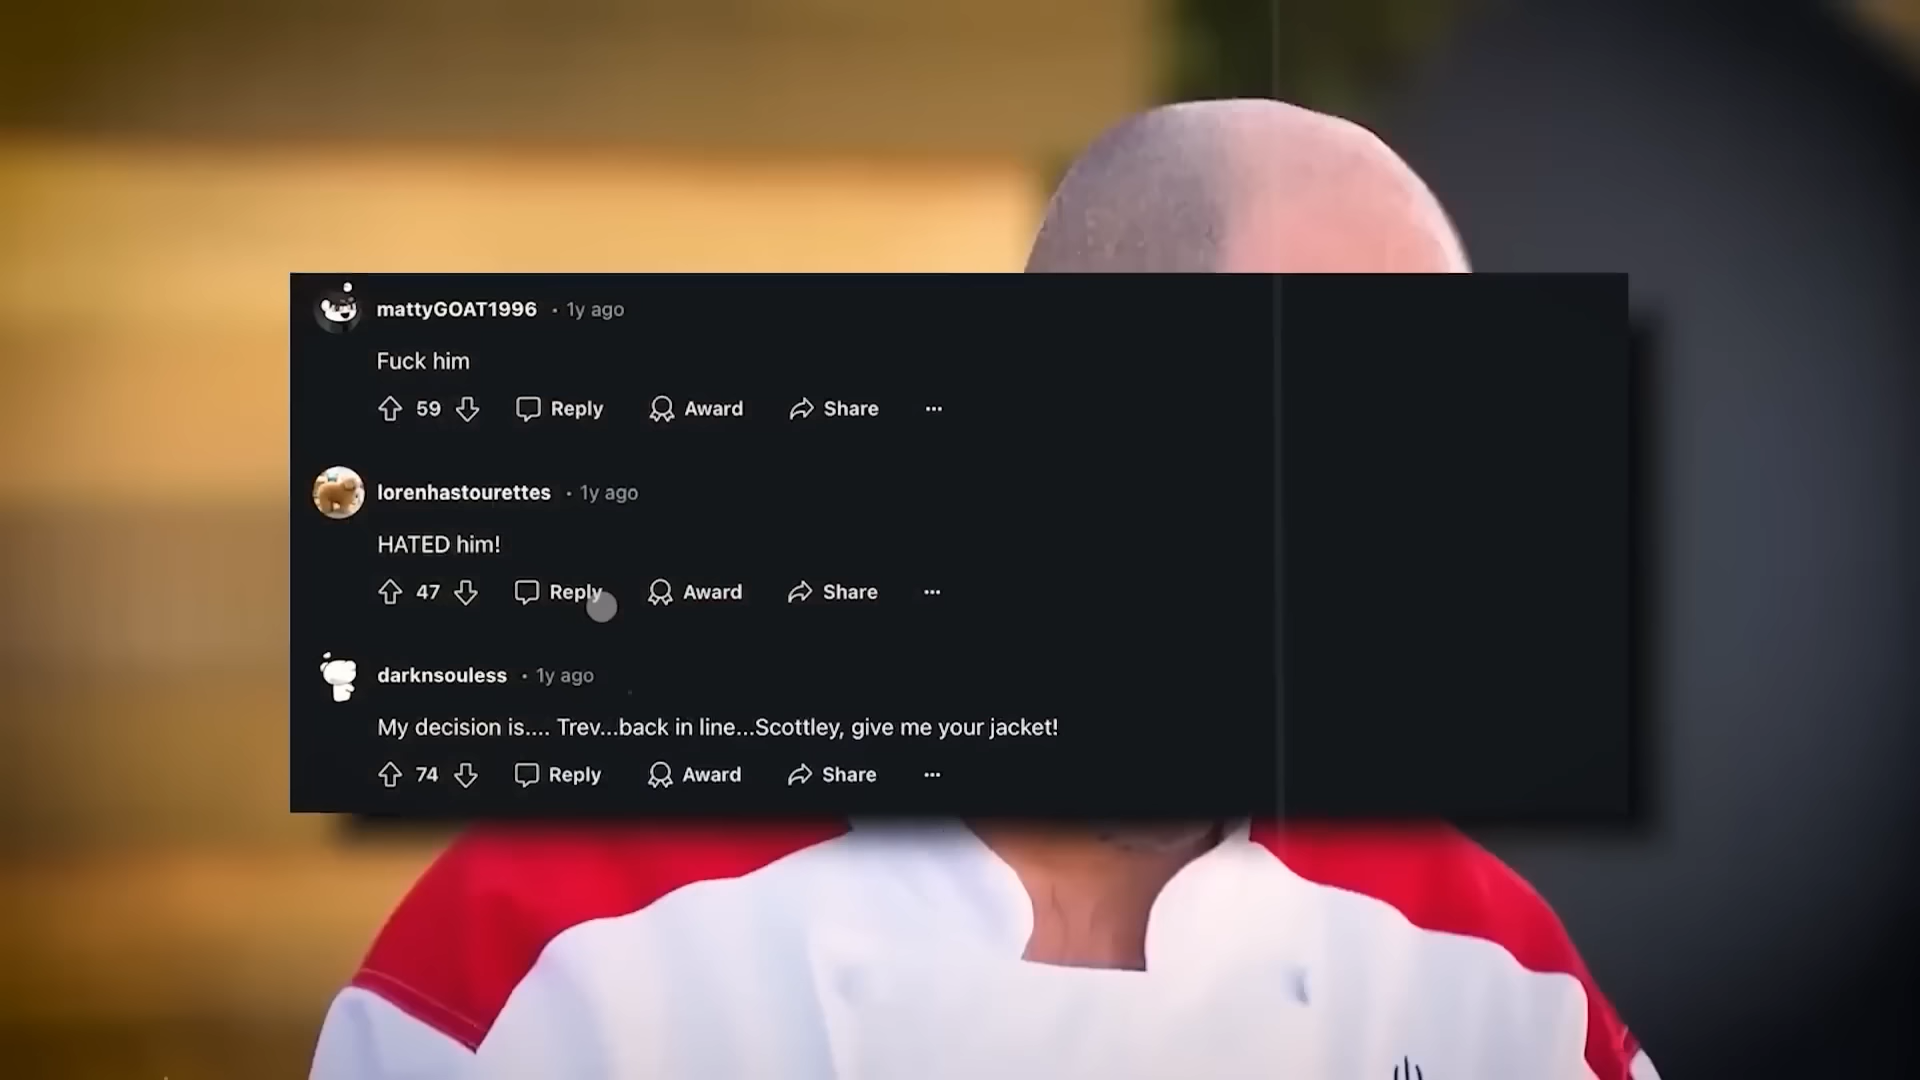 mattyGOAT1996 • 1y ago
Fuck him
59 Reply Award Share ...
lorenhastourettes • 1y ago
HATED him!
47 Reply Award Share ...
darknsouless • 1y ago
My decision is.... Trev...back in line...Scottley, give me your jacket!
74 Reply Award Share ...